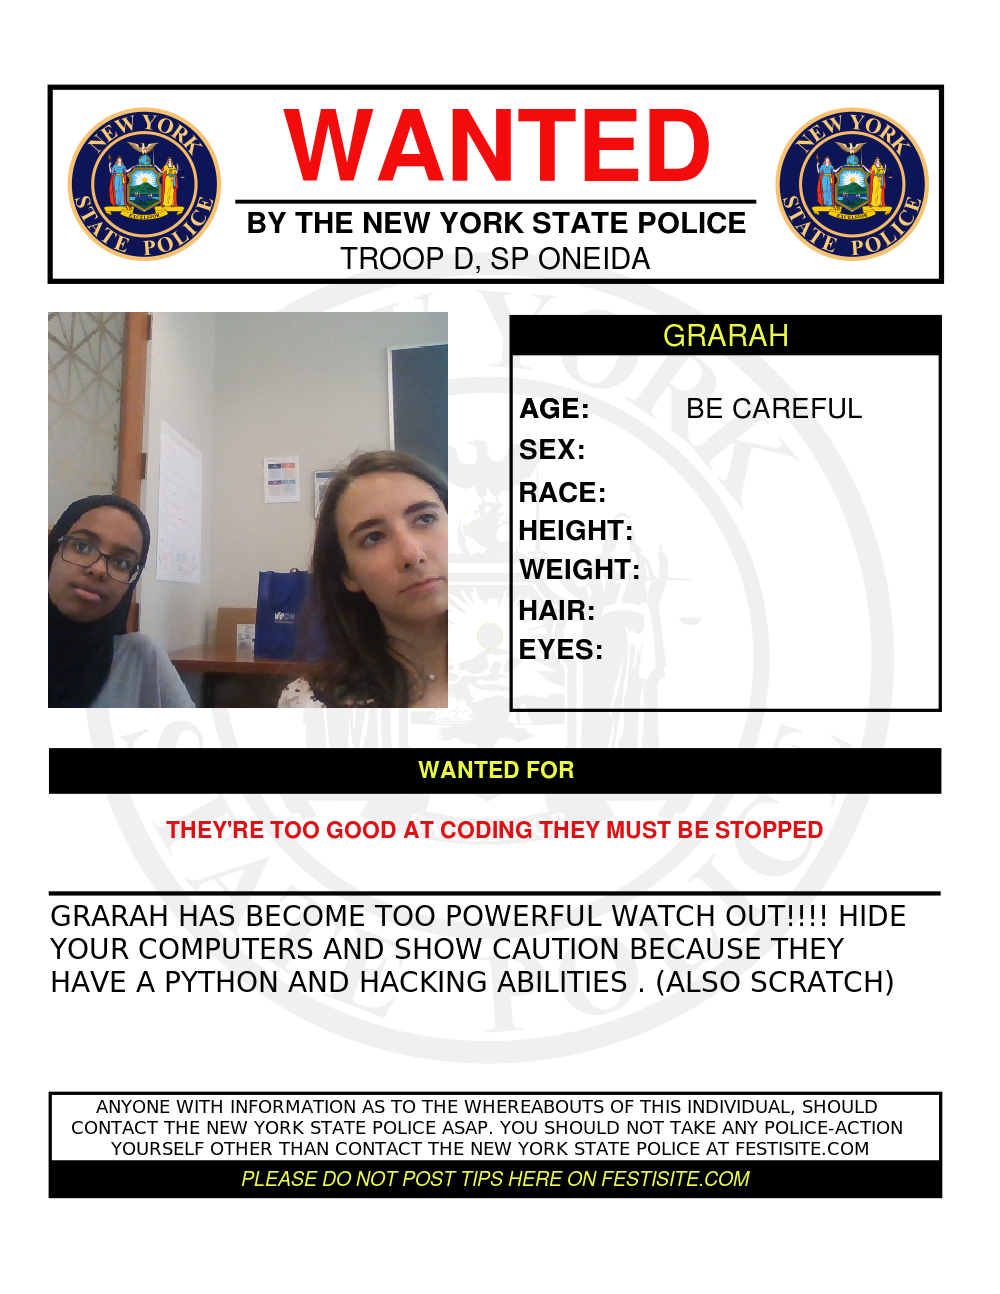 WANTED
BY THE NEW YORK STATE POLICE
TROOP D, SP ONEIDA
NEW YORK
STATE POLICE
EXCELSIOR
NEW YORK
STATE POLICE
EXCELSIOR
GRARAH
AGE: BE CAREFUL
SEX:
RACE:
HEIGHT:
WEIGHT:
HAIR:
EYES:
WANTED FOR
THEY'RE TOO GOOD AT CODING THEY MUST BE STOPPED
GRARAH HAS BECOME TOO POWERFUL WATCH OUT!!!! HIDE
YOUR COMPUTERS AND SHOW CAUTION BECAUSE THEY
HAVE A PYTHON AND HACKING ABILITIES . (ALSO SCRATCH)
YORK
STATE POLICE
ANYONE WITH INFORMATION AS TO THE WHEREABOUTS OF THIS INDIVIDUAL, SHOULD
CONTACT THE NEW YORK STATE POLICE ASAP. YOU SHOULD NOT TAKE ANY POLICE-ACTION
YOURSELF OTHER THAN CONTACT THE NEW YORK STATE POLICE AT FESTISITE.COM
PLEASE DO NOT POST TIPS HERE ON FESTISITE.COM